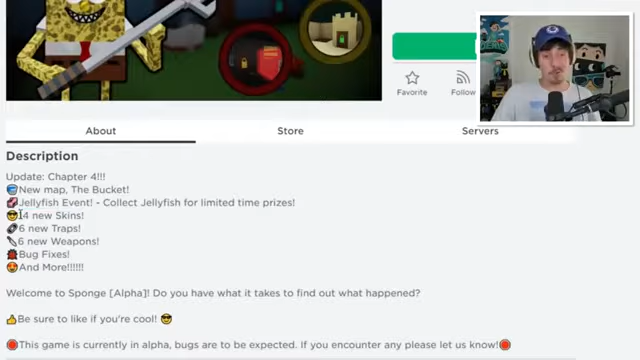 Favorite
Follow
About
Store
Servers
Description
Update: Chapter 4!!!
🪣New map, The Bucket!
Jellyfish Event! - Collect Jellyfish for limited time prizes!
😎14 new Skins!
6 new Traps!
🔪6 new Weapons!
Bug Fixes!
😍And More!!!!!!
Welcome to Sponge [Alpha]! Do you have what it takes to find out what happened?
👍Be sure to like if you're cool! 😎
🔴This game is currently in alpha, bugs are to be expected. If you encounter any please let us know!🔴